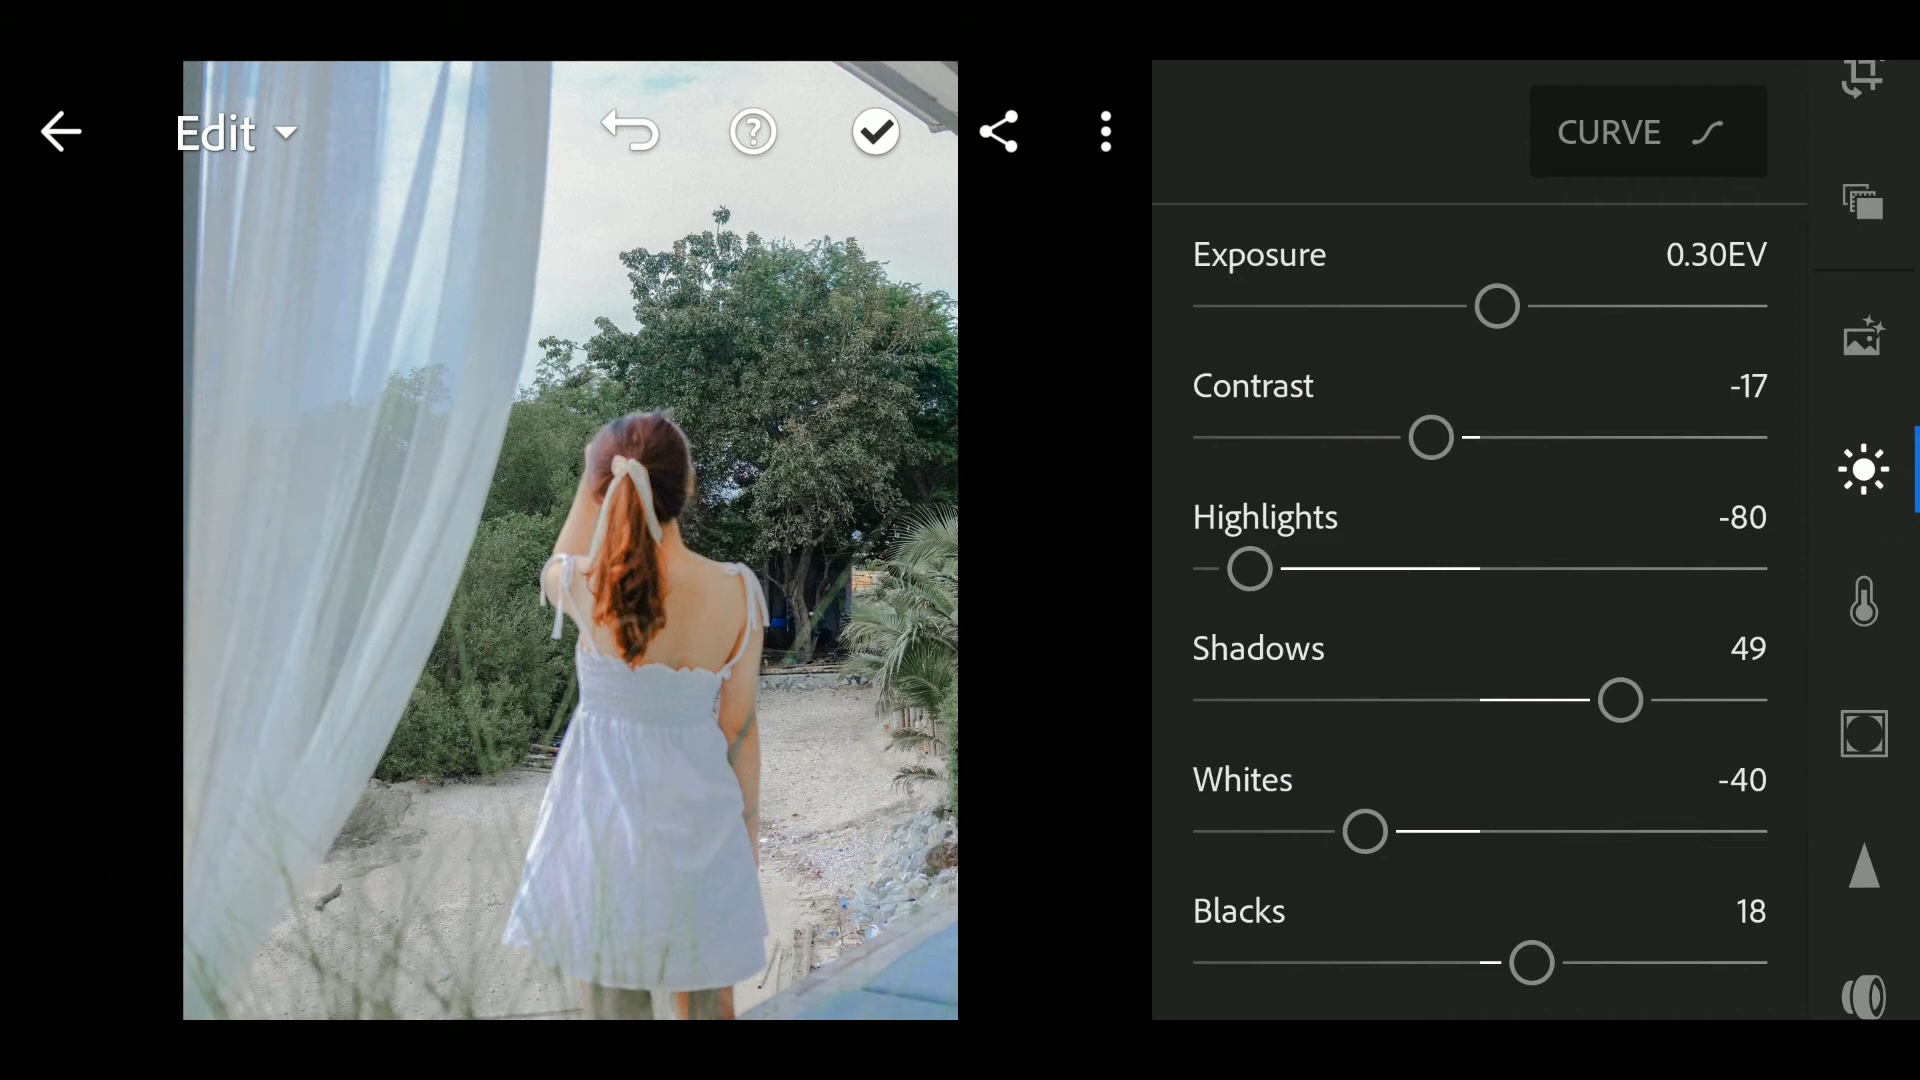 Edit
CURVE
Exposure 0.30EV
Contrast -17
Highlights -80
Shadows 49
Whites -40
Blacks 18